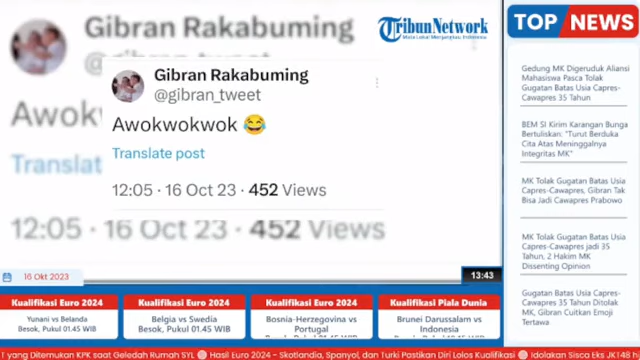 Gibran Rakabuming
TribunNetwork
Mata Lokal Menjangkau Indonesia
TOP NEWS
Gibran Rakabuming
@gibran_tweet
Awokwokwok 😂
Translate post
12:05 · 16 Oct 23 · 452 Views
Translate
12:05 · 16 Oct 23 · 452 Views
Gedung MK Digeruduk Aliansi
Mahasiswa Pasca Tolak
Gugatan Batas Usia Capres-
Cawapres 35 Tahun
BEM SI Kirim Karangan Bunga
Bertuliskan: "Turut Berduka
Cita Atas Meninggalnya
Integritas MK"
MK Tolak Gugatan Batas Usia
Capres-Cawapres, Gibran Tak
Bisa Jadi Cawapres Prabowo
MK Tolak Gugatan Batas Usia
Capres-Cawapres jadi 35
Tahun, 2 Hakim MK
Dissenting Opinion
Gugatan Batas Usia Capres-
Cawapres 35 Tahun Ditolak
MK, Gibran Cuitkan Emoji
Tertawa
16 Okt 2023
13:43
Kualifikasi Euro 2024
Yunani vs Belanda
Besok, Pukul 01.45 WIB
Kualifikasi Euro 2024
Belgia vs Swedia
Besok, Pukul 01.45 WIB
Kualifikasi Euro 2024
Bosnia-Herzegovina vs
Portugal
Kualifikasi Piala Dunia
Brunei Darussalam vs
Indonesia
1 yang Ditemukan KPK saat Geledah Rumah SYL Hasil Euro 2024 - Skotlandia, Spanyol, dan Turki Pastikan Diri Lolos Kualifikasi Idolakan Sisca Eks JKT48